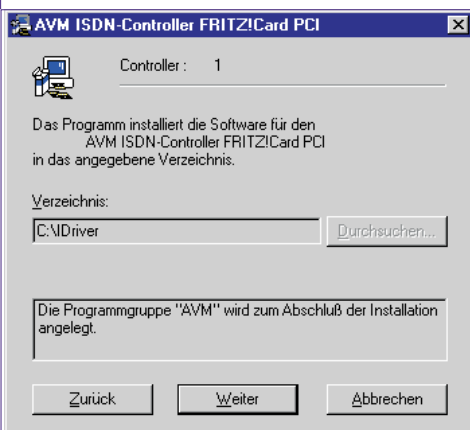 AVM ISDN-Controller FRITZ!Card PCI
Controller : 1
Das Programm installiert die Software für den
AVM ISDN-Controller FRITZ!Card PCI
in das angegebene Verzeichnis.
Verzeichnis:
C:\IDriver
Durchsuchen...
Die Programmgruppe "AVM" wird zum Abschluß der Installation
angelegt.
Zurück
Weiter
Abbrechen